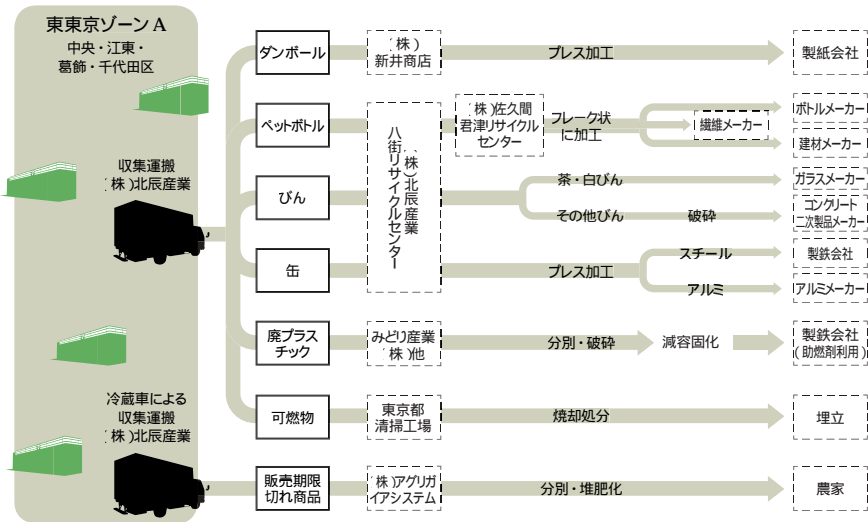 東東京ゾーンA
中央・江東・
葛飾・千代田区
収集運搬
(株)北辰産業
冷蔵車による
収集運搬
(株)北辰産業
ダンボール
(株)
新井商店
プレス加工
製紙会社
ペットボトル
(株)北辰産業
八街リサイクルセンター
(株)佐久間
君津リサイクル
センター
フレーク状
に加工
ボトルメーカー
繊維メーカー
建材メーカー
びん
茶・白びん
ガラスメーカー
その他びん
破砕
コンクリート
二次製品メーカー
缶
プレス加工
スチール
製鉄会社
アルミ
アルミメーカー
廃プラス
チック
みどり産業
(株)他
分別・破砕
減容固化
製鉄会社
(助燃剤利用)
可燃物
東京都
清掃工場
焼却処分
埋立
販売期限
切れ商品
(株)アグリガ
イアシステム
分別・堆肥化
農家